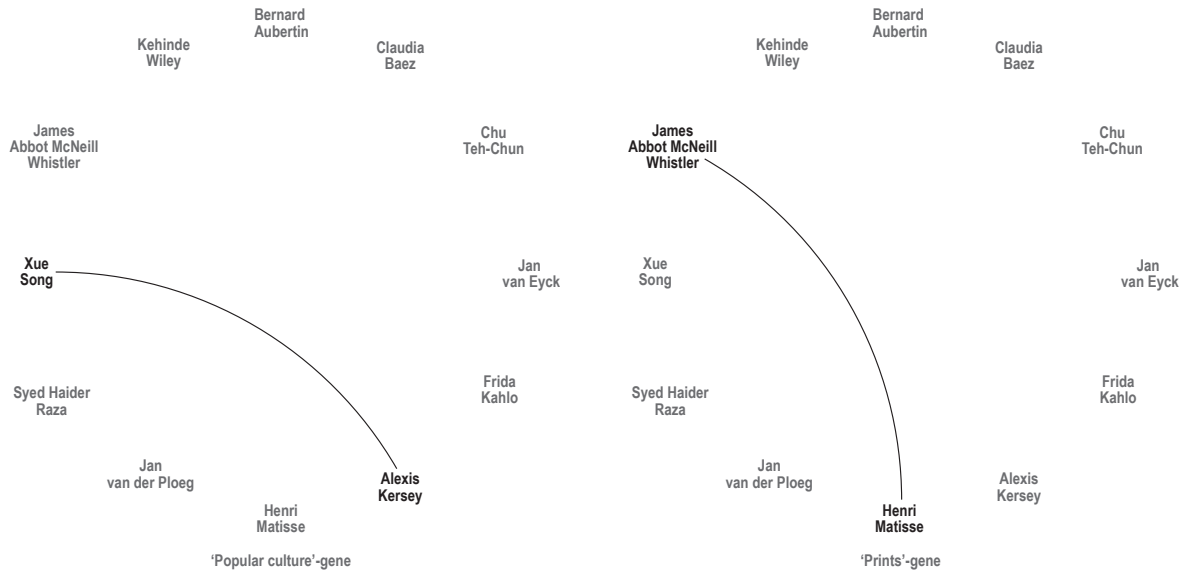 Bernard
Aubertin
Kehinde
Wiley
Claudia
Baez
James
Abbot McNeill
Whistler
Chu
Teh-Chun
Xue
Song
Jan
van Eyck
Syed Haider
Raza
Frida
Kahlo
Jan
van der Ploeg
Alexis
Kersey
Henri
Matisse
‘Popular culture’-gene
Bernard
Aubertin
Kehinde
Wiley
Claudia
Baez
James
Abbot McNeill
Whistler
Chu
Teh-Chun
Xue
Song
Jan
van Eyck
Syed Haider
Raza
Frida
Kahlo
Jan
van der Ploeg
Alexis
Kersey
Henri
Matisse
‘Prints’-gene